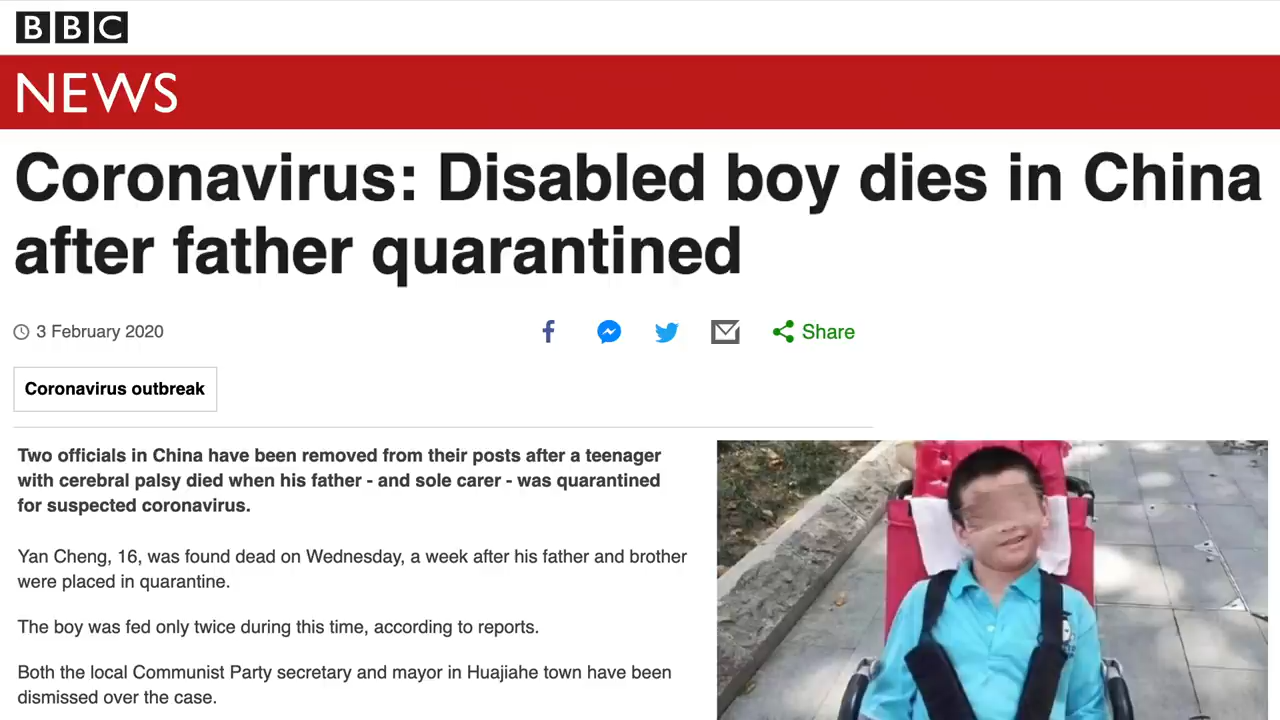 BBC
NEWS
Coronavirus: Disabled boy dies in China
after father quarantined
3 February 2020
Share
Coronavirus outbreak
Two officials in China have been removed from their posts after a teenager
with cerebral palsy died when his father - and sole carer - was quarantined
for suspected coronavirus.
Yan Cheng, 16, was found dead on Wednesday, a week after his father and brother
were placed in quarantine.
The boy was fed only twice during this time, according to reports.
Both the local Communist Party secretary and mayor in Huajiahe town have been
dismissed over the case.